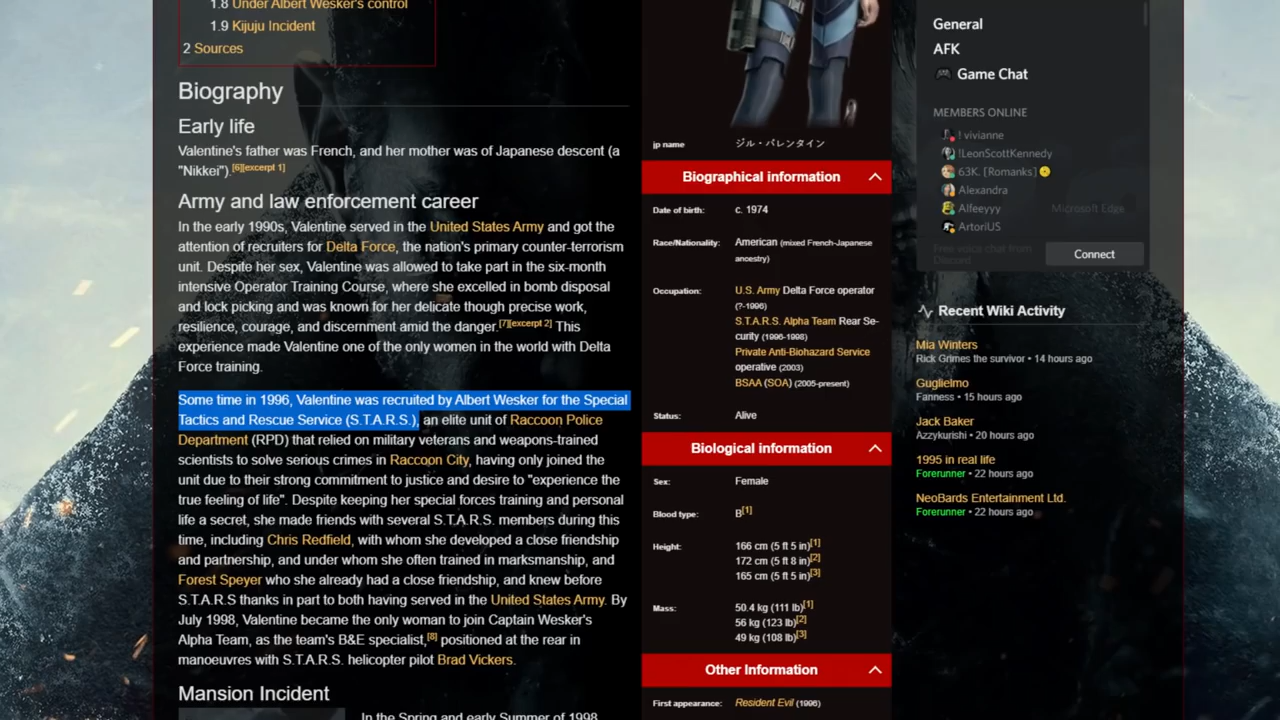 1.8 Under Albert Wesker's control
1.9 Kijuju Incident
2 Sources
Biography
Early life
Valentine's father was French, and her mother was of Japanese descent (a
"Nikkei").[6][excerpt 1]
Army and law enforcement career
In the early 1990s, Valentine served in the United States Army and got the
attention of recruiters for Delta Force, the nation's primary counter-terrorism
unit. Despite her sex, Valentine was allowed to take part in the six-month
intensive Operator Training Course, where she excelled in bomb disposal
and lock picking and was known for her delicate though precise work,
resilience, courage, and discernment amid the danger.[7][excerpt 2] This
experience made Valentine one of the only women in the world with Delta
Force training.
Some time in 1996, Valentine was recruited by Albert Wesker for the Special
Tactics and Rescue Service (S.T.A.R.S.), an elite unit of Raccoon Police
Department (RPD) that relied on military veterans and weapons-trained
scientists to solve serious crimes in Raccoon City, having only joined the
unit due to their strong commitment to justice and desire to "experience the
true feeling of life". Despite keeping her special forces training and personal
life a secret, she made friends with several S.T.A.R.S. members during this
time, including Chris Redfield, with whom she developed a close friendship
and partnership, and under whom she often trained in marksmanship, and
Forest Speyer who she already had a close friendship, and knew before
S.T.A.R.S thanks in part to both having served in the United States Army. By
July 1998, Valentine became the only woman to join Captain Wesker's
Alpha Team, as the team's B&E specialist,[8] positioned at the rear in
manoeuvres with S.T.A.R.S. helicopter pilot Brad Vickers.
Mansion Incident
In the Spring and early Summer of 1998
jp name ジル・バレンタイン
Biographical information
Date of birth: c. 1974
Race/Nationality: American (mixed French-Japanese
ancestry)
Occupation: U.S. Army Delta Force operator
(?-1996)
S.T.A.R.S. Alpha Team Rear Se-
curity (1996-1998)
Private Anti-Biohazard Service
operative (2003)
BSAA (SOA) (2005-present)
Status: Alive
Biological information
Sex: Female
Blood type: B[1]
Height: 166 cm (5 ft 5 in)[1]
172 cm (5 ft 8 in)[2]
165 cm (5 ft 5 in)[3]
Mass: 50.4 kg (111 lb)[1]
56 kg (123 lb)[2]
49 kg (108 lb)[3]
Other Information
First appearance: Resident Evil (1996)
General
AFK
Game Chat
MEMBERS ONLINE
! vivianne
!LeonScottKennedy
63K. [Romanks]
Alexandra
Alfeeyyy
ArtoriUS
Microsoft Edge
Free voice chat from
Discord
Connect
Recent Wiki Activity
Mia Winters
Rick Grimes the survivor • 14 hours ago
Guglielmo
Fanness • 15 hours ago
Jack Baker
Azzykurishi • 20 hours ago
1995 in real life
Forerunner • 22 hours ago
NeoBards Entertainment Ltd.
Forerunner • 22 hours ago